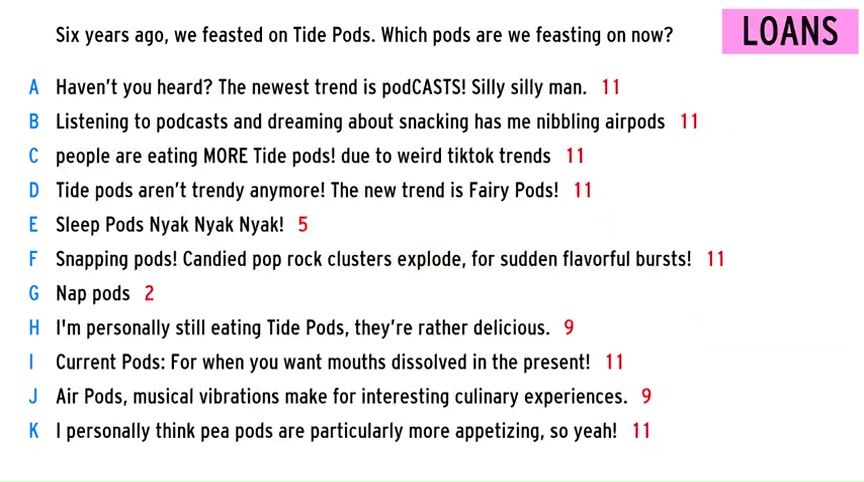 Six years ago, we feasted on Tide Pods. Which pods are we feasting on now?
LOANS
A Haven't you heard? The newest trend is podCASTS! Silly silly man. 11
B Listening to podcasts and dreaming about snacking has me nibbling airpods 11
C people are eating MORE Tide pods! due to weird tiktok trends 11
D Tide pods aren't trendy anymore! The new trend is Fairy Pods! 11
E Sleep Pods Nyak Nyak Nyak! 5
F Snapping pods! Candied pop rock clusters explode, for sudden flavorful bursts! 11
G Nap pods 2
H I'm personally still eating Tide Pods, they're rather delicious. 9
I Current Pods: For when you want mouths dissolved in the present! 11
J Air Pods, musical vibrations make for interesting culinary experiences. 9
K I personally think pea pods are particularly more appetizing, so yeah! 11